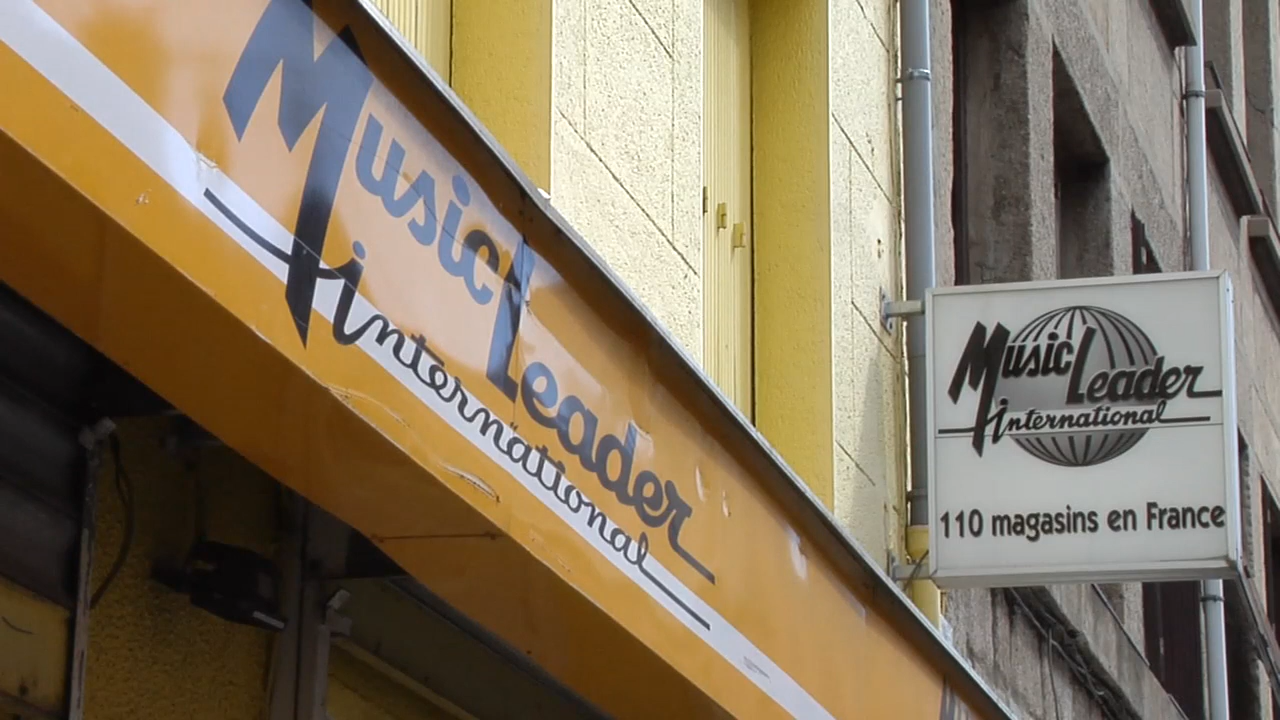 Music Leader
international
Music Leader
international
110 magasins en France